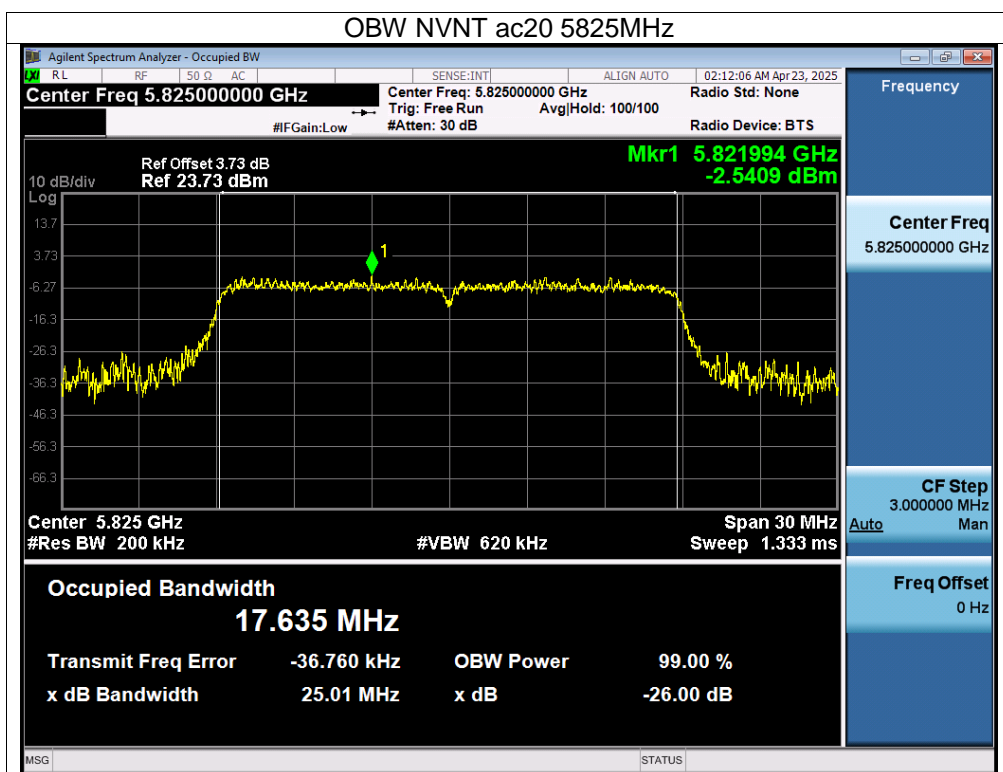 OBW NVNT ac20 5825MHz
Agilent Spectrum Analyzer - Occupied BW
LXI RL RF 50 Ω AC SENSE:INT ALIGN AUTO 02:12:06 AM Apr 23, 2025
Center Freq 5.825000000 GHz
Center Freq: 5.825000000 GHz
Radio Std: None
Trig: Free Run Avg|Hold: 100/100
#IFGain:Low #Atten: 30 dB Radio Device: BTS
Frequency
Mkr1 5.821994 GHz
-2.5409 dBm
Ref Offset 3.73 dB
10 dB/div Ref 23.73 dBm
Log
13.7
3.73
-6.27
-16.3
-26.3
-36.3
-46.3
-56.3
-66.3
1
Center 5.825 GHz Span 30 MHz
#Res BW 200 kHz #VBW 620 kHz Sweep 1.333 ms
Center Freq
5.825000000 GHz
CF Step
3.000000 MHz
Auto Man
Freq Offset
0 Hz
Occupied Bandwidth
17.635 MHz
Transmit Freq Error -36.760 kHz OBW Power 99.00 %
x dB Bandwidth 25.01 MHz x dB -26.00 dB
MSG STATUS